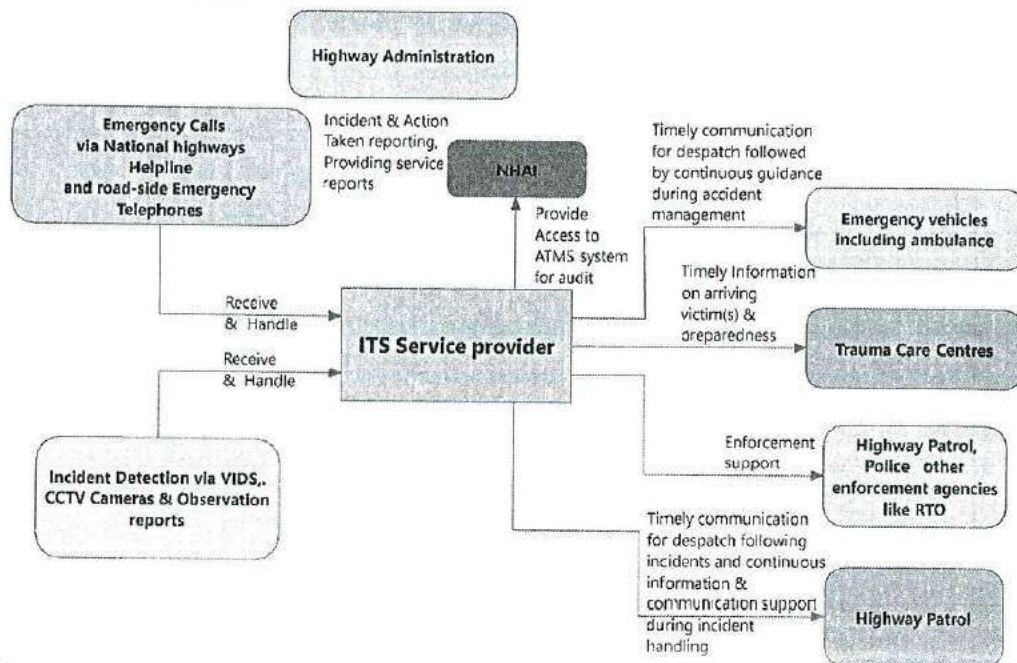 Highway Administration
Emergency Calls
via National highways
Helpline
and road-side Emergency
Telephones
Incident & Action
Taken reporting,
Providing service
reports
NHAI
Provide
Access to
ATMS system
for audit
Timely communication
for despatch followed
by continuous guidance
during accident
management
Emergency vehicles
including ambulance
Receive
& Handle
Receive
& Handle
ITS Service provider
Timely Information
on arriving
victim(s) &
preparedness
Trauma Care Centres
Incident Detection via VIDS,.
CCTV Cameras & Observation
reports
Enforcement
support
Highway Patrol,
Police other
enforcement agencies
like RTO
Timely communication
for despatch following
incidents and continuous
information &
communication support
during incident
handling
Highway Patrol